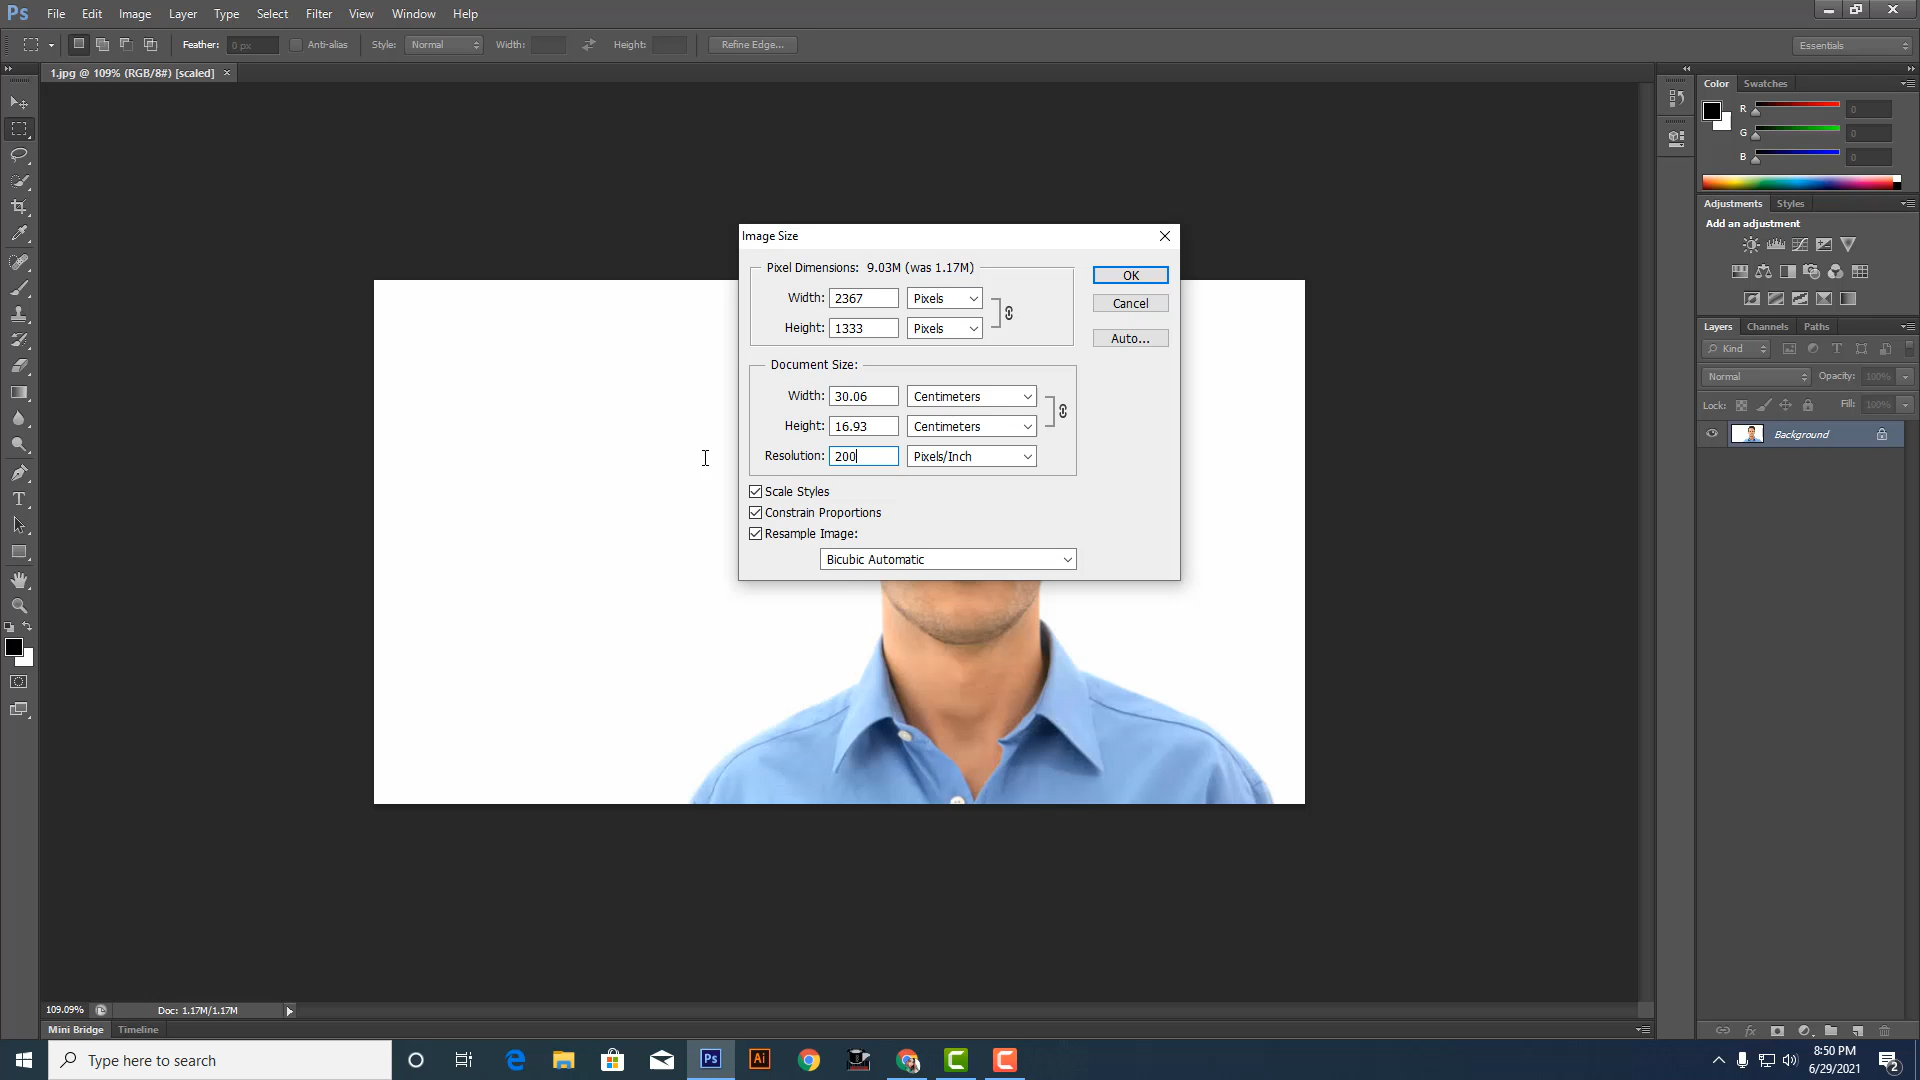 Ps File Edit Image Layer Type Select Filter View Window Help
Feather: 0 px Anti-alias Style: Normal Width: Height: Refine Edge... Essentials
1.jpg @ 109% (RGB/8#) [scaled] ×
Color Swatches
R 0
G 0
B 0
Adjustments Styles
Add an adjustment
Layers Channels Paths
Kind
Normal Opacity: 100%
Lock: Fill: 100%
Background
Image Size
Pixel Dimensions: 9.03M (was 1.17M)
Width: 2367 Pixels
Height: 1333 Pixels
OK
Cancel
Auto...
Document Size:
Width: 30.06 Centimeters
Height: 16.93 Centimeters
Resolution: 200 Pixels/Inch
Scale Styles
Constrain Proportions
Resample Image:
Bicubic Automatic
109.09% Doc: 1.17M/1.17M
Mini Bridge Timeline
Type here to search
Ps Ai
8:50 PM
6/29/2021
2